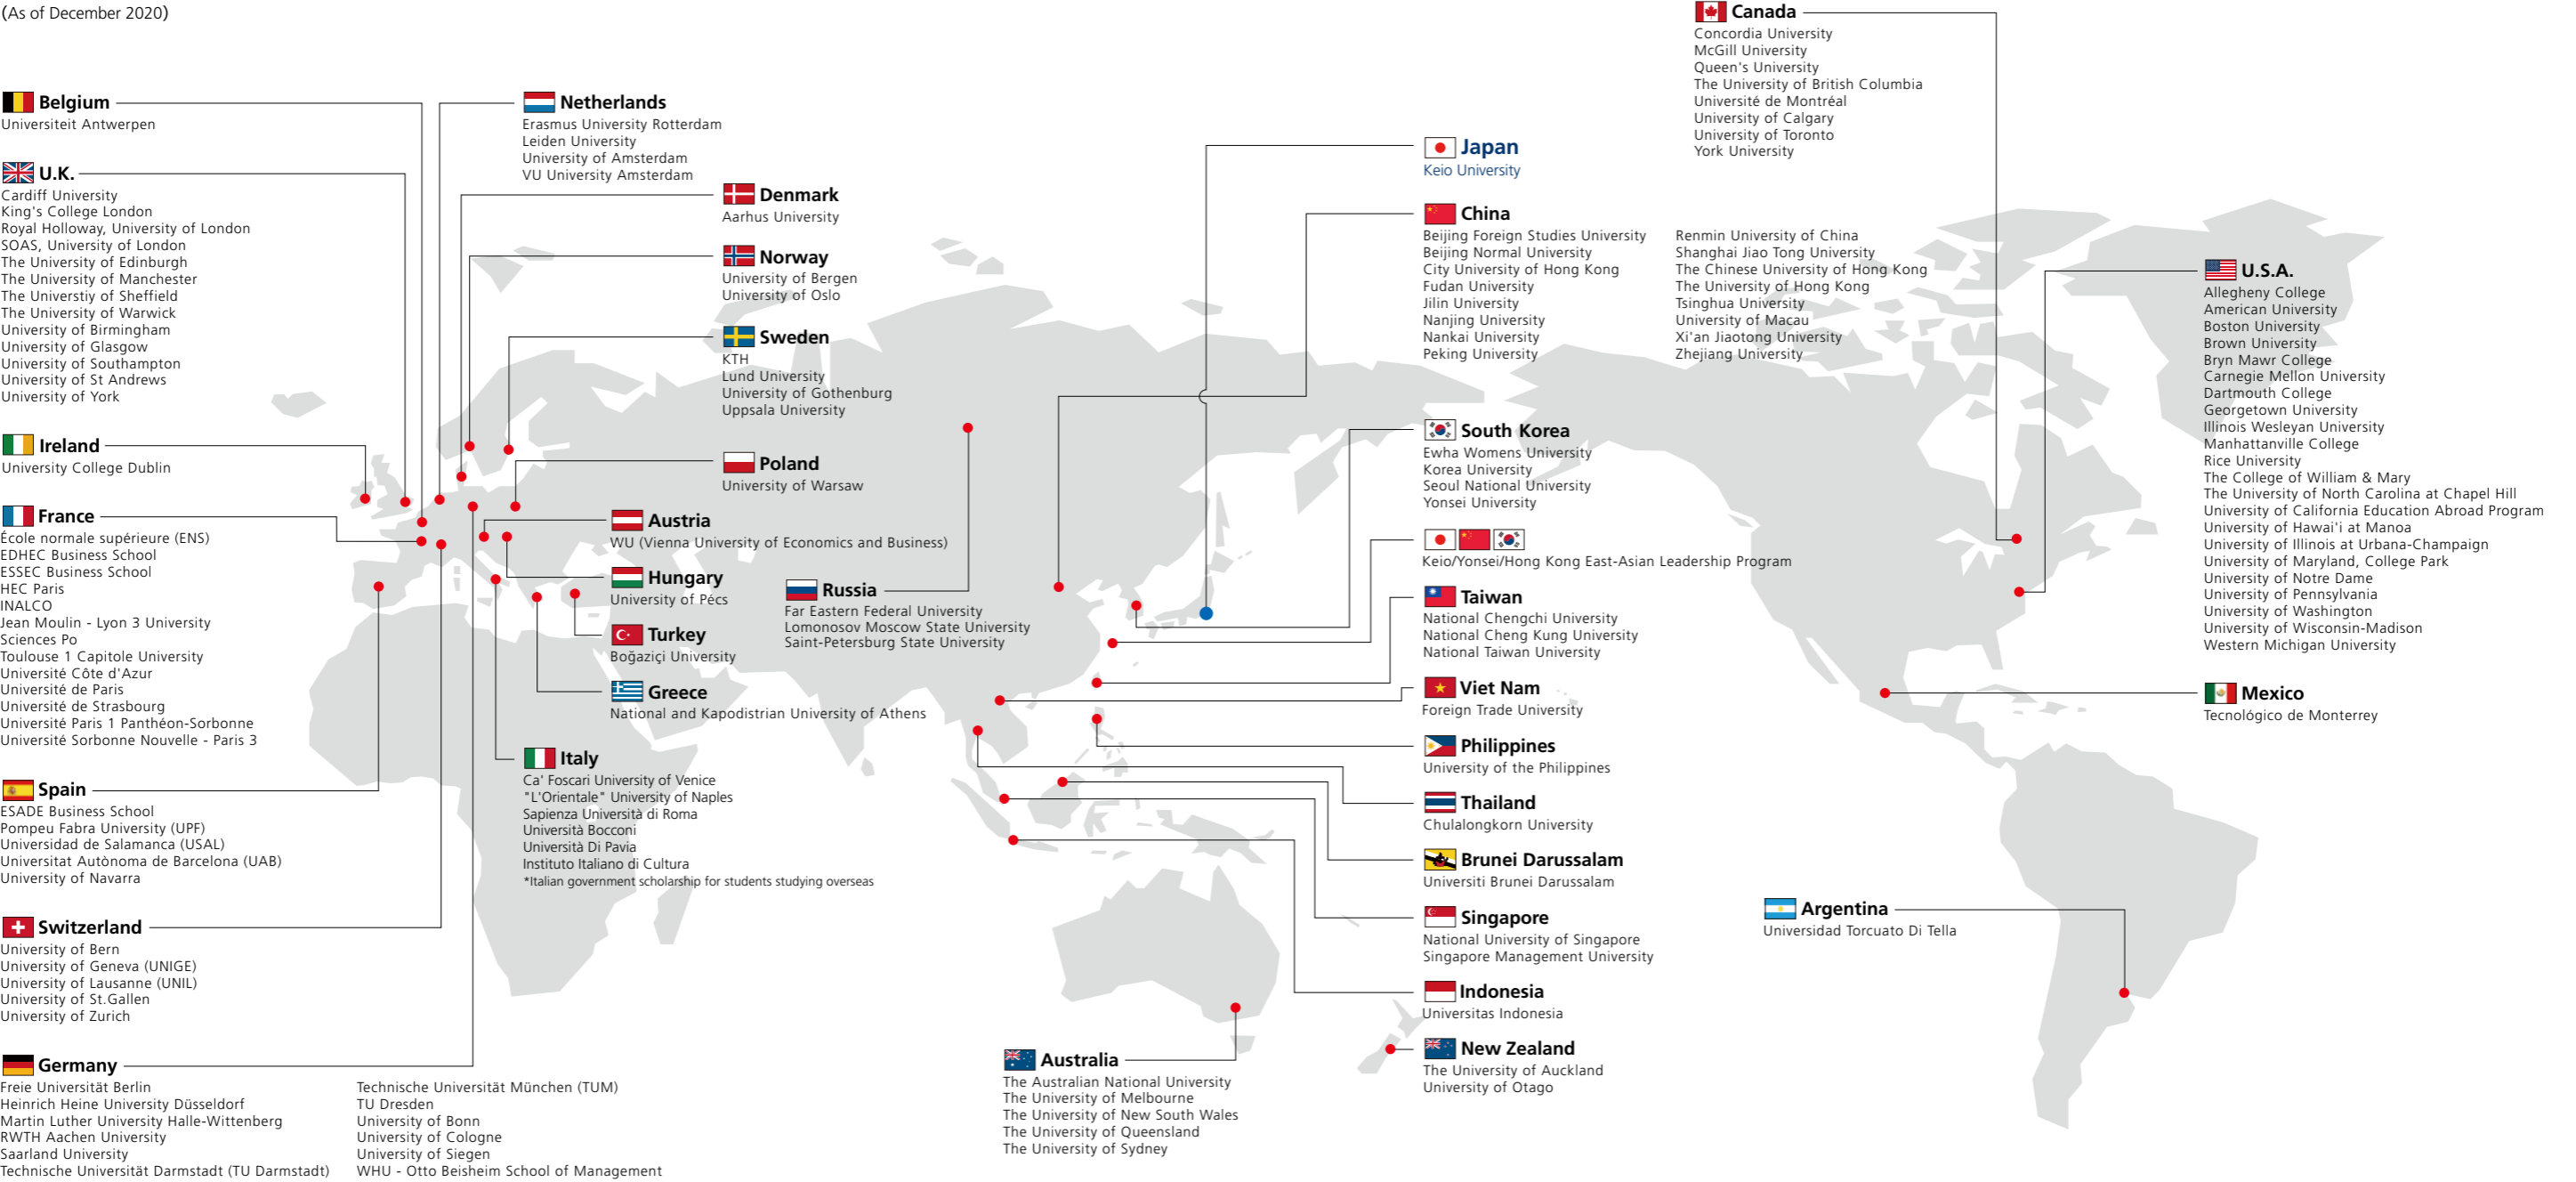 (As of December 2020)
Belgium
Universiteit Antwerpen
U.K.
Cardiff University
King's College London
Royal Holloway, University of London
SOAS, University of London
The University of Edinburgh
The University of Manchester
The Universtiy of Sheffield
The University of Warwick
University of Birmingham
University of Glasgow
University of Southampton
University of St Andrews
University of York
Ireland
University College Dublin
France
École normale supérieure (ENS)
EDHEC Business School
ESSEC Business School
HEC Paris
INALCO
Jean Moulin - Lyon 3 University
Sciences Po
Toulouse 1 Capitole University
Université Côte d'Azur
Université de Paris
Université de Strasbourg
Université Paris 1 Panthéon-Sorbonne
Université Sorbonne Nouvelle - Paris 3
Spain
ESADE Business School
Pompeu Fabra University (UPF)
Universidad de Salamanca (USAL)
Universitat Autònoma de Barcelona (UAB)
University of Navarra
Switzerland
University of Bern
University of Geneva (UNIGE)
University of Lausanne (UNIL)
University of St.Gallen
University of Zurich
Germany
Freie Universität Berlin
Heinrich Heine University Düsseldorf
Martin Luther University Halle-Wittenberg
RWTH Aachen University
Saarland University
Technische Universität Darmstadt (TU Darmstadt)
Technische Universität München (TUM)
TU Dresden
University of Bonn
University of Cologne
University of Siegen
WHU - Otto Beisheim School of Management
Netherlands
Erasmus University Rotterdam
Leiden University
University of Amsterdam
VU University Amsterdam
Denmark
Aarhus University
Norway
University of Bergen
University of Oslo
Sweden
KTH
Lund University
University of Gothenburg
Uppsala University
Poland
University of Warsaw
Austria
WU (Vienna University of Economics and Business)
Hungary
University of Pécs
Turkey
Boğaziçi University
Greece
National and Kapodistrian University of Athens
Italy
Ca' Foscari University of Venice
"L'Orientale" University of Naples
Sapienza Università di Roma
Università Bocconi
Università Di Pavia
Instituto Italiano di Cultura
*Italian government scholarship for students studying overseas
Russia
Far Eastern Federal University
Lomonosov Moscow State University
Saint-Petersburg State University
Australia
The Australian National University
The University of Melbourne
The University of New South Wales
The University of Queensland
The University of Sydney
Japan
Keio University
China
Beijing Foreign Studies University
Beijing Normal University
City University of Hong Kong
Fudan University
Jilin University
Nanjing University
Nankai University
Peking University
Renmin University of China
Shanghai Jiao Tong University
The Chinese University of Hong Kong
The University of Hong Kong
Tsinghua University
University of Macau
Xi'an Jiaotong University
Zhejiang University
South Korea
Ewha Womens University
Korea University
Seoul National University
Yonsei University
Keio/Yonsei/Hong Kong East-Asian Leadership Program
Taiwan
National Chengchi University
National Cheng Kung University
National Taiwan University
Viet Nam
Foreign Trade University
Philippines
University of the Philippines
Thailand
Chulalongkorn University
Brunei Darussalam
Universiti Brunei Darussalam
Singapore
National University of Singapore
Singapore Management University
Indonesia
Universitas Indonesia
New Zealand
The University of Auckland
University of Otago
Canada
Concordia University
McGill University
Queen's University
The University of British Columbia
Université de Montréal
University of Calgary
University of Toronto
York University
U.S.A.
Allegheny College
American University
Boston University
Brown University
Bryn Mawr College
Carnegie Mellon University
Dartmouth College
Georgetown University
Illinois Wesleyan University
Manhattanville College
Rice University
The College of William & Mary
The University of North Carolina at Chapel Hill
University of California Education Abroad Program
University of Hawai'i at Manoa
University of Illinois at Urbana-Champaign
University of Maryland, College Park
University of Notre Dame
University of Pennsylvania
University of Washington
University of Wisconsin-Madison
Western Michigan University
Mexico
Tecnológico de Monterrey
Argentina
Universidad Torcuato Di Tella